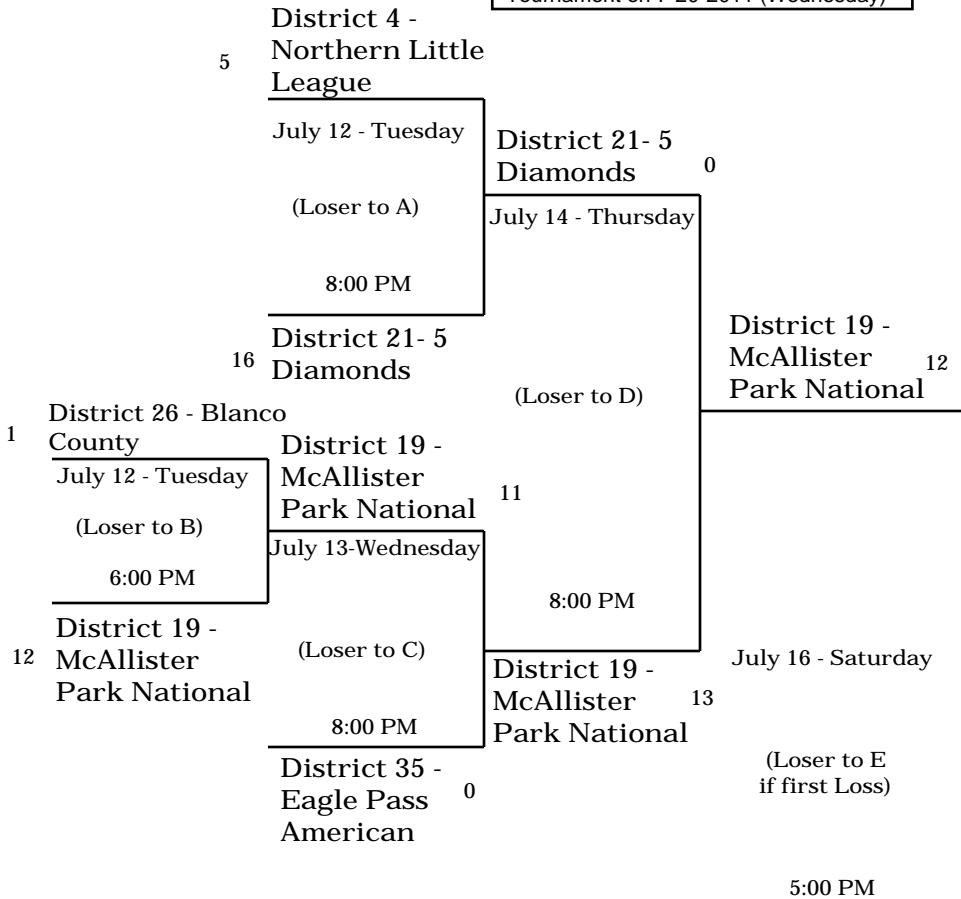 Tournament on 7-20-2011 (Wednesday)
District 4 -
Northern Little
League
5
July 12 - Tuesday
(Loser to A)
8:00 PM
District 21- 5
Diamonds
16
District 21- 5
Diamonds
0
July 14 - Thursday
(Loser to D)
8:00 PM
District 26 - Blanco
County
1
July 12 - Tuesday
(Loser to B)
6:00 PM
District 19 -
McAllister
Park National
12
District 19 -
McAllister
Park National
11
July 13-Wednesday
(Loser to C)
8:00 PM
District 35 -
Eagle Pass
American
0
District 19 -
McAllister
Park National
13
District 19 -
McAllister
Park National
12
July 16 - Saturday
(Loser to E
if first Loss)
5:00 PM